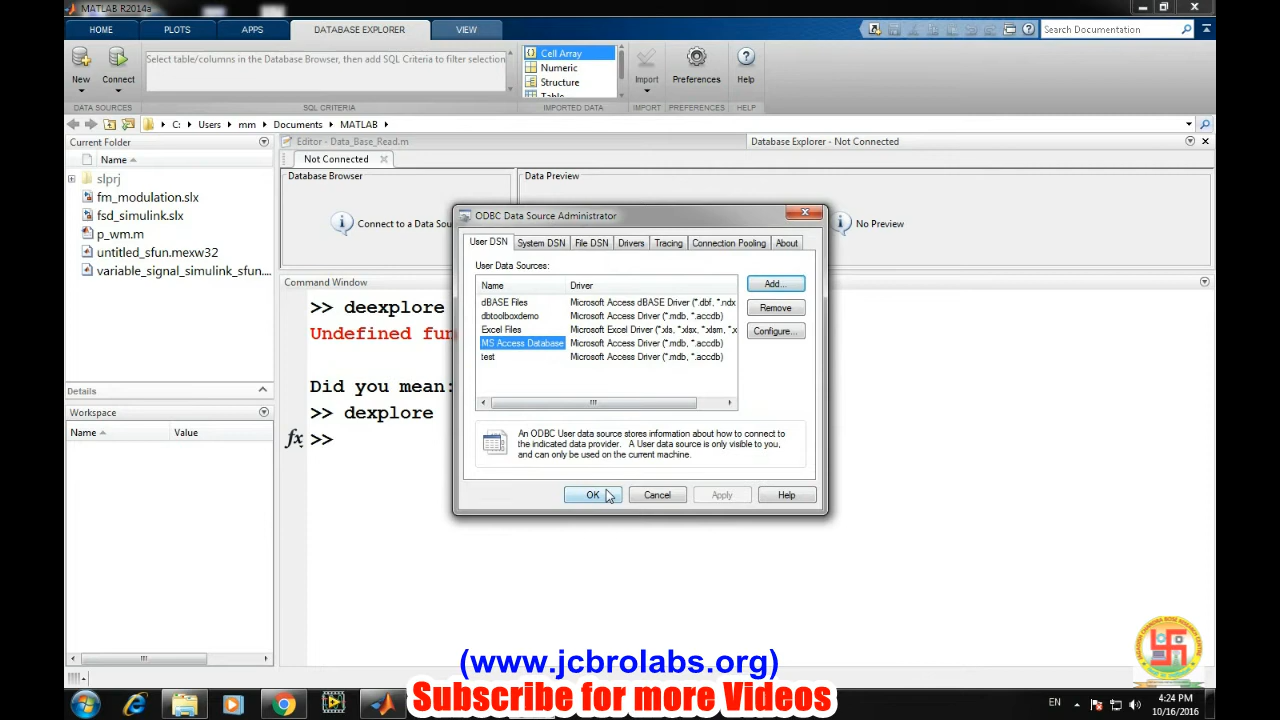 MATLAB R2014a
HOME PLOTS APPS DATABASE EXPLORER VIEW
Search Documentation
Select table/columns in the Database Browser, then add SQL Criteria to filter selection
New Connect
Cell Array
Numeric
Structure
Table
Import Preferences Help
DATA SOURCES SQL CRITERIA IMPORTED DATA IMPORT PREFERENCES HELP
C: Users mm Documents MATLAB
Current Folder
Name
slprj
fm_modulation.slx
fsd_simulink.slx
p_wm.m
untitled_sfun.mexw32
variable_signal_simulink_sfun....
Details
Workspace
Name Value
Editor - Data_Base_Read.m
Database Explorer - Not Connected
Not Connected
Database Browser
Data Preview
Connect to a Data Sou
No Preview
Command Window
>> deexplore
Undefined fun
Did you mean:
>> dexplore
fx >>
ODBC Data Source Administrator
User DSN System DSN File DSN Drivers Tracing Connection Pooling About
User Data Sources:
Name Driver
dBASE Files Microsoft Access dBASE Driver (*.dbf, *.ndx
dbtoolboxdemo Microsoft Access Driver (*.mdb, *.accdb)
Excel Files Microsoft Excel Driver (*.xls, *.xlsx, *.xlsm, *.x
MS Access Database Microsoft Access Driver (*.mdb, *.accdb)
test Microsoft Access Driver (*.mdb, *.accdb)
Add...
Remove
Configure...
An ODBC User data source stores information about how to connect to
the indicated data provider. A User data source is only visible to you,
and can only be used on the current machine.
OK Cancel Apply Help
(www.jcbrolabs.org)
Subscribe for more Videos
EN
4:24 PM
10/16/2016